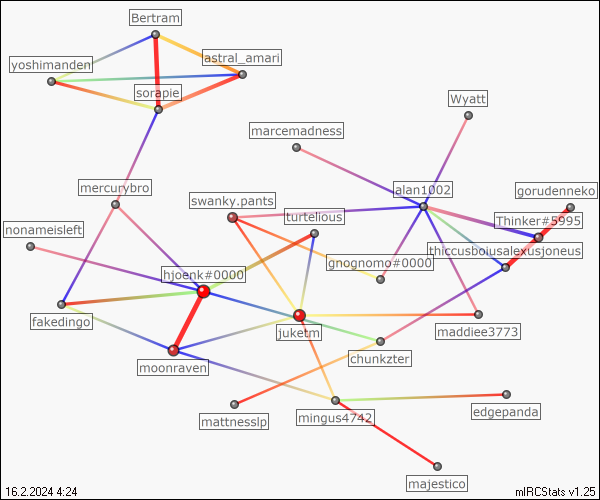 Bertram
yoshimanden
astral_amari
sorapie
Wyatt
marcemadness
mercurybro
alan1002
gorudenneko
swanky.pants
Thinker#5995
turtelious
nonameisleft
thiccusboiusalexusjoneus
gnognomo#0000
hjoenk#0000
fakedingo
juketm
maddiee3773
chunkzter
moonraven
mattnesslp
mingus4742
edgepanda
majestico
16.2.2024 4:24
mIRCStats v1.25